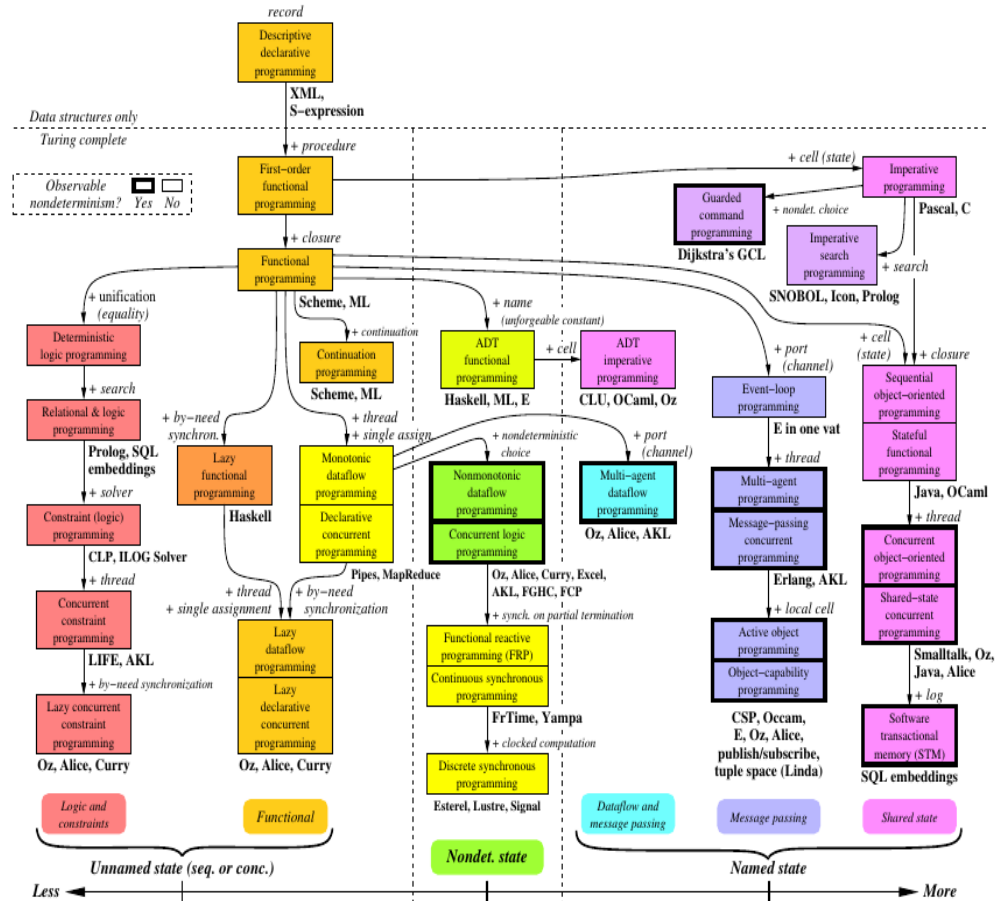 record
Descriptive
declarative
programming
XML,
S−expression
Data structures only
Turing complete
+ procedure
Observable
nondeterminism?
Yes
No
First−order
functional
programming
+ cell (state)
Imperative
programming
Pascal, C
+ nondet. choice
Guarded
command
programming
Dijkstra's GCL
Imperative
search
programming
+ search
SNOBOL, Icon, Prolog
+ closure
Functional
programming
Scheme, ML
+ unification
(equality)
Deterministic
logic programming
+ continuation
Continuation
programming
Scheme, ML
+ name
(unforgeable constant)
ADT
functional
programming
Haskell, ML, E
+ cell
ADT
imperative
programming
CLU, OCaml, Oz
+ port
(channel)
Event−loop
programming
E in one vat
+ cell
(state)
+ closure
Sequential
object−oriented
programming
Stateful
functional
programming
Java, OCaml
+ search
Relational & logic
programming
Prolog, SQL
embeddings
+ by−need
synchron.
Lazy
functional
programming
Haskell
+ thread
+ single assign.
Monotonic
dataflow
programming
Declarative
concurrent
programming
Pipes, MapReduce
+ nondeterministic
choice
Nonmonotonic
dataflow
programming
Concurrent logic
programming
Oz, Alice, Curry, Excel,
AKL, FGHC, FCP
+ port
(channel)
Multi−agent
dataflow
programming
Oz, Alice, AKL
+ thread
Multi−agent
programming
Message−passing
concurrent
programming
Erlang, AKL
+ thread
Concurrent
object−oriented
programming
Shared−state
concurrent
programming
Smalltalk, Oz,
Java, Alice
+ solver
Constraint (logic)
programming
CLP, ILOG Solver
+ thread
Concurrent
constraint
programming
LIFE, AKL
+ by−need synchronization
Lazy concurrent
constraint
programming
Oz, Alice, Curry
+ thread
+ single assignment
+ by−need
synchronization
Lazy
dataflow
programming
Lazy
declarative
concurrent
programming
Oz, Alice, Curry
+ synch. on partial termination
Functional reactive
programming (FRP)
Continuous synchronous
programming
FrTime, Yampa
+ clocked computation
Discrete synchronous
programming
Esterel, Lustre, Signal
+ local cell
Active object
programming
Object−capability
programming
CSP, Occam,
E, Oz, Alice,
publish/subscribe,
tuple space (Linda)
+ log
Software
transactional
memory (STM)
SQL embeddings
Logic and
constraints
Functional
Dataflow and
message passing
Message passing
Shared state
Unnamed state (seq. or conc.)
Nondet. state
Named state
Less
More